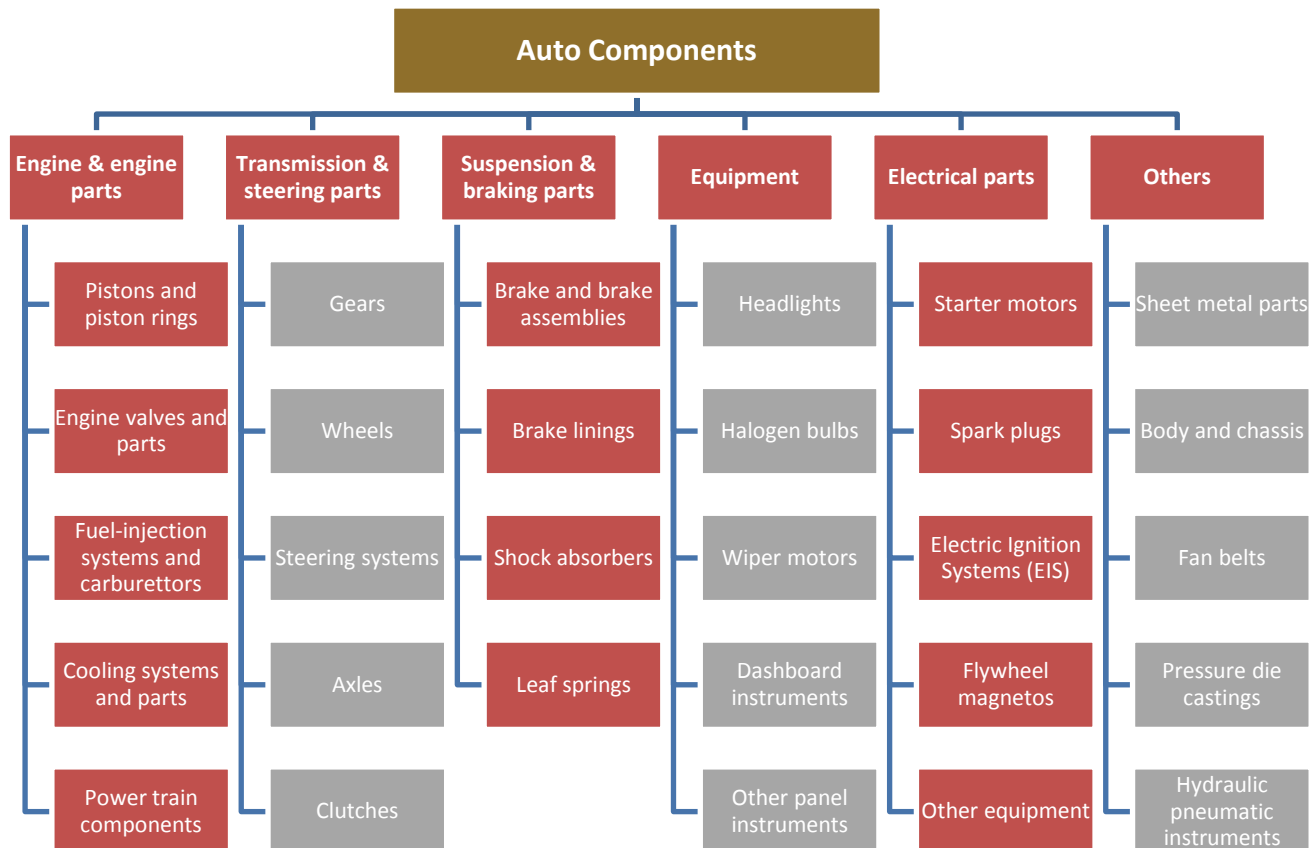 Auto Components
Engine & engine
parts
Transmission &
steering parts
Suspension &
braking parts
Equipment
Electrical parts
Others
Pistons and
piston rings
Engine valves and
parts
Fuel-injection
systems and
carburettors
Cooling systems
and parts
Power train
components
Gears
Wheels
Steering systems
Axles
Clutches
Brake and brake
assemblies
Brake linings
Shock absorbers
Leaf springs
Headlights
Halogen bulbs
Wiper motors
Dashboard
instruments
Other panel
instruments
Starter motors
Spark plugs
Electric Ignition
Systems (EIS)
Flywheel
magnetos
Other equipment
Sheet metal parts
Body and chassis
Fan belts
Pressure die
castings
Hydraulic
pneumatic
instruments